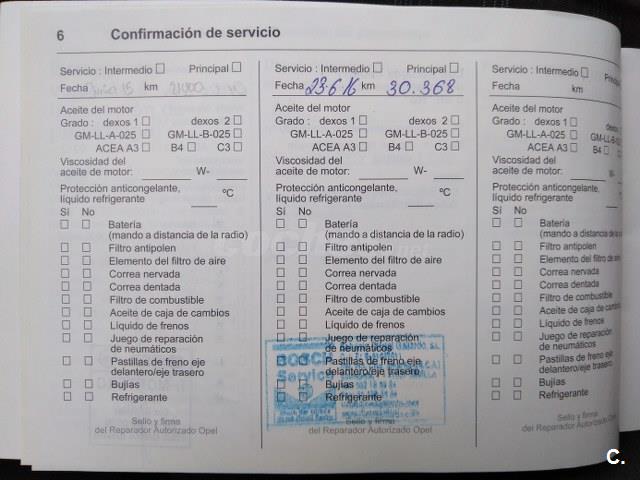 6 Confirmación de servicio
Servicio : Intermedio Principal
Fecha 15 km
Aceite del motor
Grado : dexos 1 dexos 2
GM-LL-A-025 GM-LL-B-025
ACEA A3 B4 C3
Viscosidad del
aceite de motor: W-
Protección anticongelante,
líquido refrigerante ºC
Sí No
Batería
(mando a distancia de la radio)
Filtro antipolen
Elemento del filtro de aire
Correa nervada
Correa dentada
Filtro de combustible
Aceite de caja de cambios
Líquido de frenos
Juego de reparación
de neumáticos
Pastillas de freno eje
delantero/eje trasero
Bujías
Refrigerante
Sello y firma
del Reparador Autorizado Opel
Servicio : Intermedio Principal
Fecha 23·6·16 km 30.368
Aceite del motor
Grado : dexos 1 dexos 2
GM-LL-A-025 GM-LL-B-025
ACEA A3 B4 C3
Viscosidad del
aceite de motor: W-
Protección anticongelante,
líquido refrigerante ºC
Sí No
Batería
(mando a distancia de la radio)
Filtro antipolen
Elemento del filtro de aire
Correa nervada
Correa dentada
Filtro de combustible
Aceite de caja de cambios
Líquido de frenos
Juego de reparación
de neumáticos
Pastillas de freno eje
delantero/eje trasero
Bujías
Refrigerante
BOSCH
Service
Sello y firma
del Reparador Autorizado Opel
Servicio : Intermedio
Fecha km
Aceite del motor
Grado : dexos 1
GM-LL-A-025 GM-LL-B-02
ACEA A3 B4
Viscosidad del
aceite de motor:
Protección anticongelante,
líquido refrigerante
Sí No
Batería
(mando a distancia de la
Filtro antipolen
Elemento del filtro de aire
Correa nervada
Correa dentada
Filtro de combustible
Aceite de caja de cambios
Líquido de frenos
Juego de reparación
de neumáticos
Pastillas de freno eje
delantero/eje trasero
Bujías
Refrigerante
Sello y firma
del Reparador Autorizado
C.